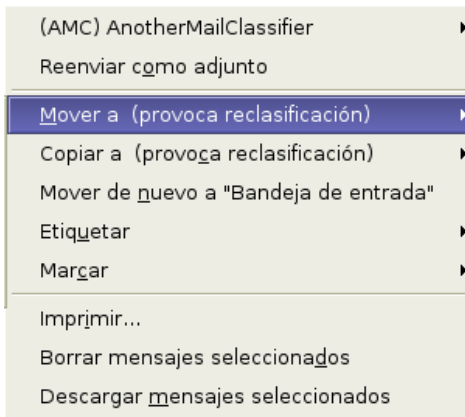 (AMC) AnotherMailClassifier
Reenviar como adjunto
Mover a (provoca reclasificación)
Copiar a (provoca reclasificación)
Mover de nuevo a "Bandeja de entrada"
Etiquetar
Marcar
Imprimir...
Borrar mensajes seleccionados
Descargar mensajes seleccionados